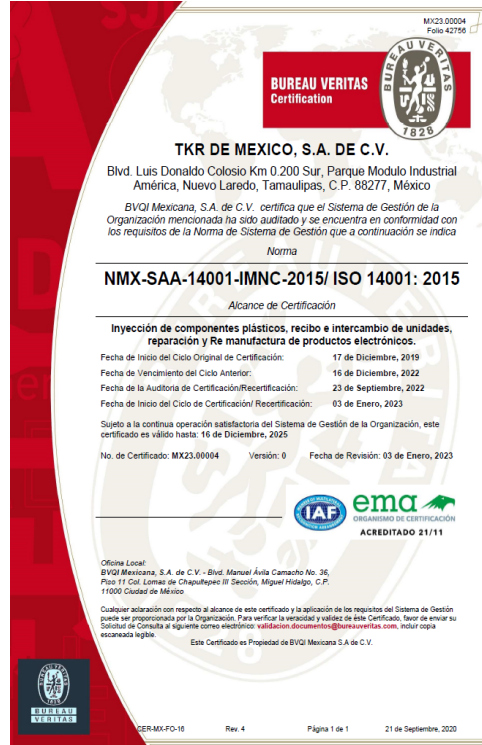 MX23.00004
Folio 42756
BUREAU VERITAS
Certification
BUREAU VERITAS
1828
TKR DE MEXICO, S.A. DE C.V.
Blvd. Luis Donaldo Colosio Km 0.200 Sur, Parque Modulo Industrial
América, Nuevo Laredo, Tamaulipas, C.P. 88277, México
BVQI Mexicana, S.A. de C.V. certifica que el Sistema de Gestión de la
Organización mencionada ha sido auditado y se encuentra en conformidad con
los requisitos de la Norma de Sistema de Gestión que a continuación se indica
Norma
NMX-SAA-14001-IMNC-2015/ ISO 14001: 2015
Alcance de Certificación
Inyección de componentes plásticos, recibo e intercambio de unidades,
reparación y Re manufactura de productos electrónicos.
Fecha de Inicio del Ciclo Original de Certificación: 17 de Diciembre, 2019
Fecha de Vencimiento del Ciclo Anterior: 16 de Diciembre, 2022
Fecha de la Auditoria de Certificación/Recertificación: 23 de Septiembre, 2022
Fecha de Inicio del Ciclo de Certificación/ Recertificación: 03 de Enero, 2023
Sujeto a la continua operación satisfactoria del Sistema de Gestión de la Organización, este
certificado es válido hasta: 16 de Diciembre, 2025
No. de Certificado: MX23.00004 Versión: 0 Fecha de Revisión: 03 de Enero, 2023
IAF
ema
ORGANISMO DE CERTIFICACIÓN
ACREDITADO 21/11
Oficina Local:
BVQI Mexicana, S.A. de C.V. - Blvd. Manuel Ávila Camacho No. 36,
Piso 11 Col. Lomas de Chapultepec III Sección, Miguel Hidalgo, C.P.
11000 Ciudad de México
Cualquier aclaración con respecto al alcance de este certificado y la aplicación de los requisitos del Sistema de Gestión
puede ser proporcionada por la Organización. Para verificar la veracidad y validez de éste Certificado, favor de enviar su
Solicitud de Consulta al siguiente correo electrónico: validacion.documentos@bureauveritas.com, incluir copia
escaneada legible.
Este Certificado es Propiedad de BVQI Mexicana S.A de C.V.
BUREAU
VERITAS
CER-MX-FO-16 Rev. 4 Página 1 de 1 21 de Septiembre, 2020